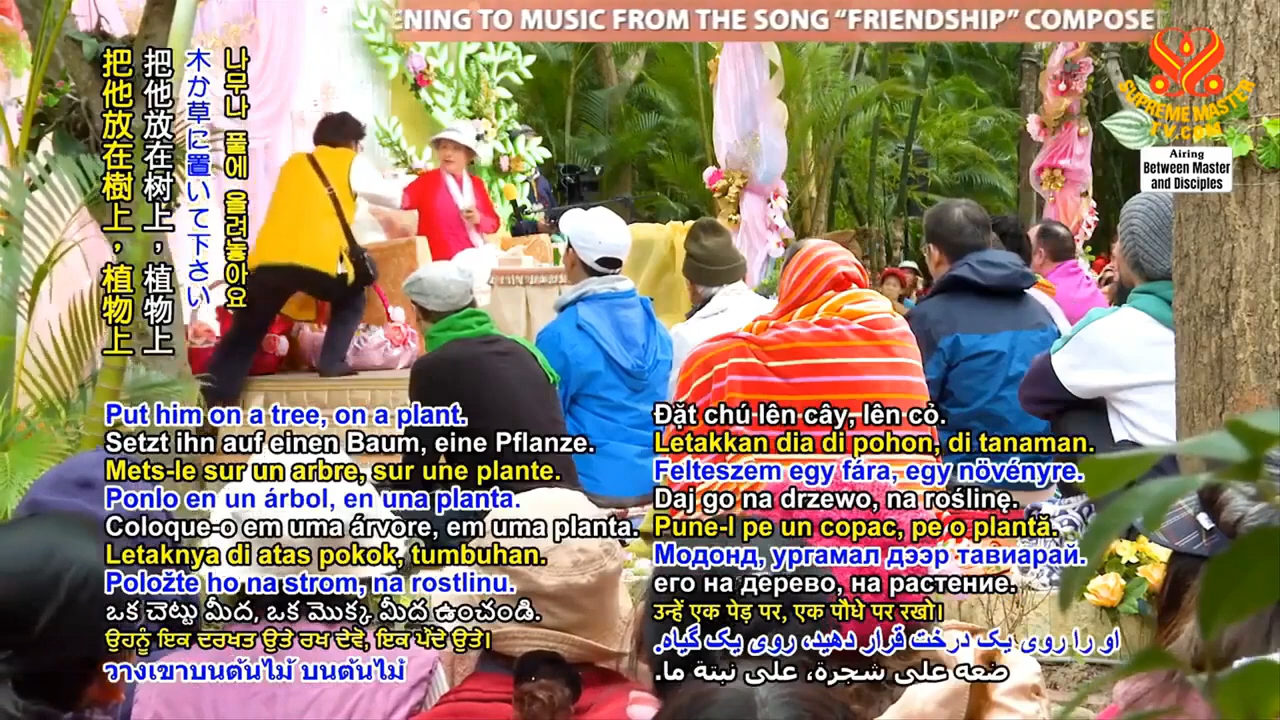 ENING TO MUSIC FROM THE SONG “FRIENDSHIP” COMPOSE
SUPREME MASTER
TV.COM
Airing
Between Master
and Disciples
나무나 풀에 올려놓아요
木か草に置いて下さい
把他放在树上，植物上
把他放在樹上，植物上
Put him on a tree, on a plant.
Setzt ihn auf einen Baum, eine Pflanze.
Mets-le sur un arbre, sur une plante.
Ponlo en un árbol, en una planta.
Coloque-o em uma árvore, em uma planta.
Letaknya di atas pokok, tumbuhan.
Položte ho na strom, na rostlinu.
ఒక చెట్టు మీద, ఒక మొక్క మీద ఉంచండి.
ਉਹਨੂੰ ਇਕ ਦਰਖਤ ਉਤੇ ਰਖ ਦੇਵੋ, ਇਕ ਪੌਦੇ ਉਤੇ।
วางเขาบนต้นไม้ บนต้นไม้
Đặt chú lên cây, lên cỏ.
Letakkan dia di pohon, di tanaman.
Felteszem egy fára, egy növényre.
Daj go na drzewo, na roślinę.
Pune-l pe un copac, pe o plantă.
Модонд, ургамал дээр тавиарай.
его на дерево, на растение.
उन्हें एक पेड़ पर, एक पौधे पर रखो।
او را روی یک درخت قرار دهید، روی یک گیاه.
ضعه على شجرة، على نبتة ما.